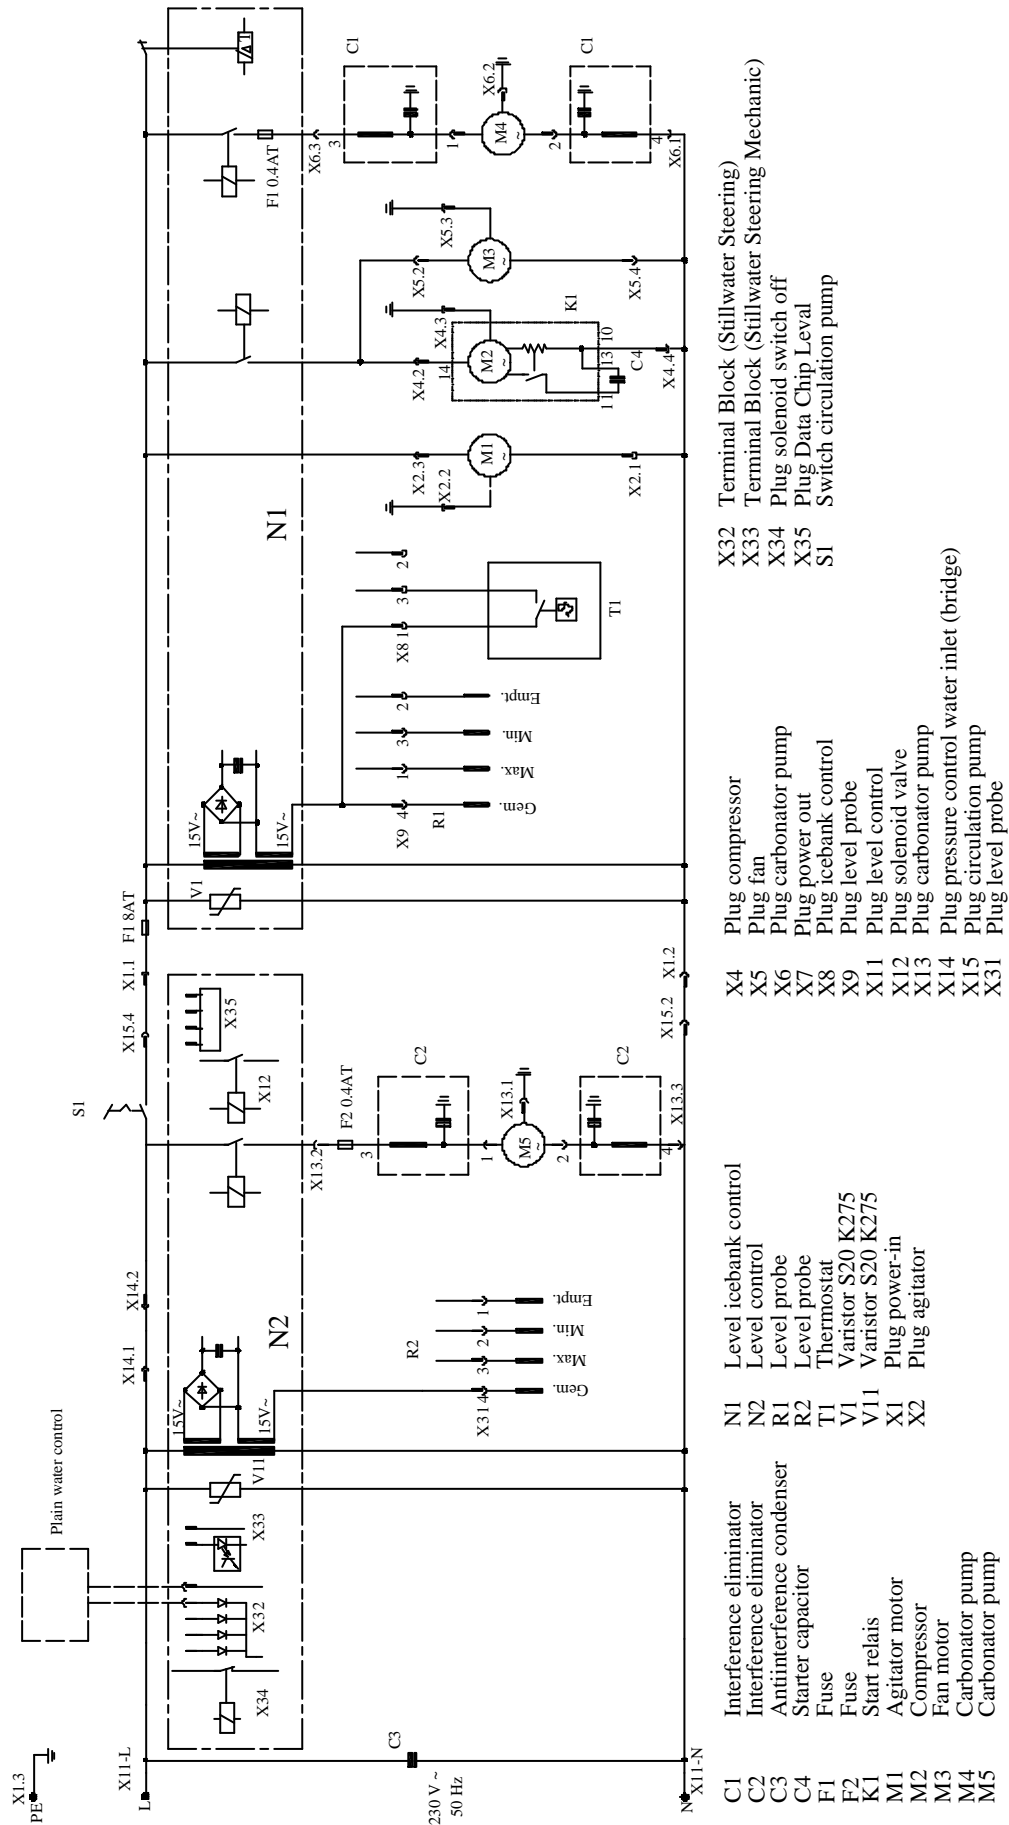 X1.3
PE
Plain water control
L
X11-L
X14.1
X14.2
S1
X15.4
X1.1
F1 8AT
X34
X32
X33
V11
15V~
15V~
N2
X12
X35
V1
15V~
15V~
N1
F1 0.4AT
ΔT
C3
230 V ~
50 Hz
X31 4
3
2
1
R2
Gem.
Max.
Min.
Empt.
X13.2
F2 0.4AT
3
C2
1
M5
~
X13.1
2
C2
4
X13.3
X9 4
1
3
2
R1
Gem.
Max.
Min.
Empt.
X8 1
3
2
T1
X2.3
X2.2
M1
~
X2.1
X4.2
X4.3
14
M2
~
K1
11
13
10
C4
X4.4
X5.2
X5.3
M3
~
X5.4
X6.3
3
C1
1
M4
~
X6.2
2
C1
4
X6.1
N
X11-N
X15.2
X1.2
C1 Interference eliminator
C2 Interference eliminator
C3 Antiinterference condenser
C4 Starter capacitor
F1 Fuse
F2 Fuse
K1 Start relais
M1 Agitator motor
M2 Compressor
M3 Fan motor
M4 Carbonator pump
M5 Carbonator pump
N1 Level icebank control
N2 Level control
R1 Level probe
R2 Level probe
T1 Thermostat
V1 Varistor S20 K275
V11 Varistor S20 K275
X1 Plug power-in
X2 Plug agitator
X4 Plug compressor
X5 Plug fan
X6 Plug carbonator pump
X7 Plug power out
X8 Plug icebank control
X9 Plug level probe
X11 Plug level control
X12 Plug solenoid valve
X13 Plug carbonator pump
X14 Plug pressure control water inlet (bridge)
X15 Plug circulation pump
X31 Plug level probe
X32 Terminal Block (Stillwater Steering)
X33 Terminal Block (Stillwater Steering Mechanic)
X34 Plug solenoid switch off
X35 Plug Data Chip Leval
S1 Switch circulation pump